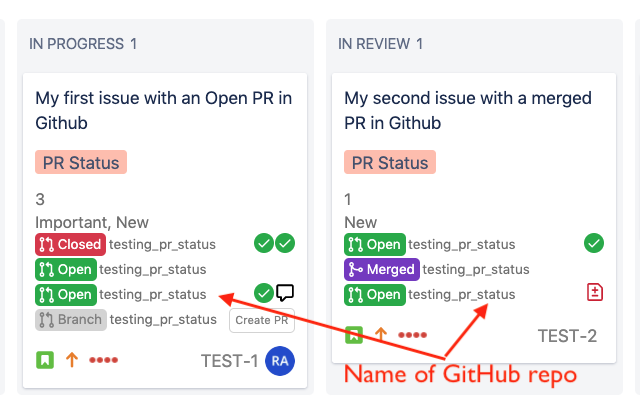 IN PROGRESS 1
My first issue with an Open PR in
Github
PR Status
3
Important, New
Closed testing_pr_status
Open testing_pr_status
Open testing_pr_status
Branch testing_pr_status Create PR
TEST-1 RA
IN REVIEW 1
My second issue with a merged
PR in Github
PR Status
1
New
Open testing_pr_status
Merged testing_pr_status
Open testing_pr_status
TEST-2
Name of GitHub repo